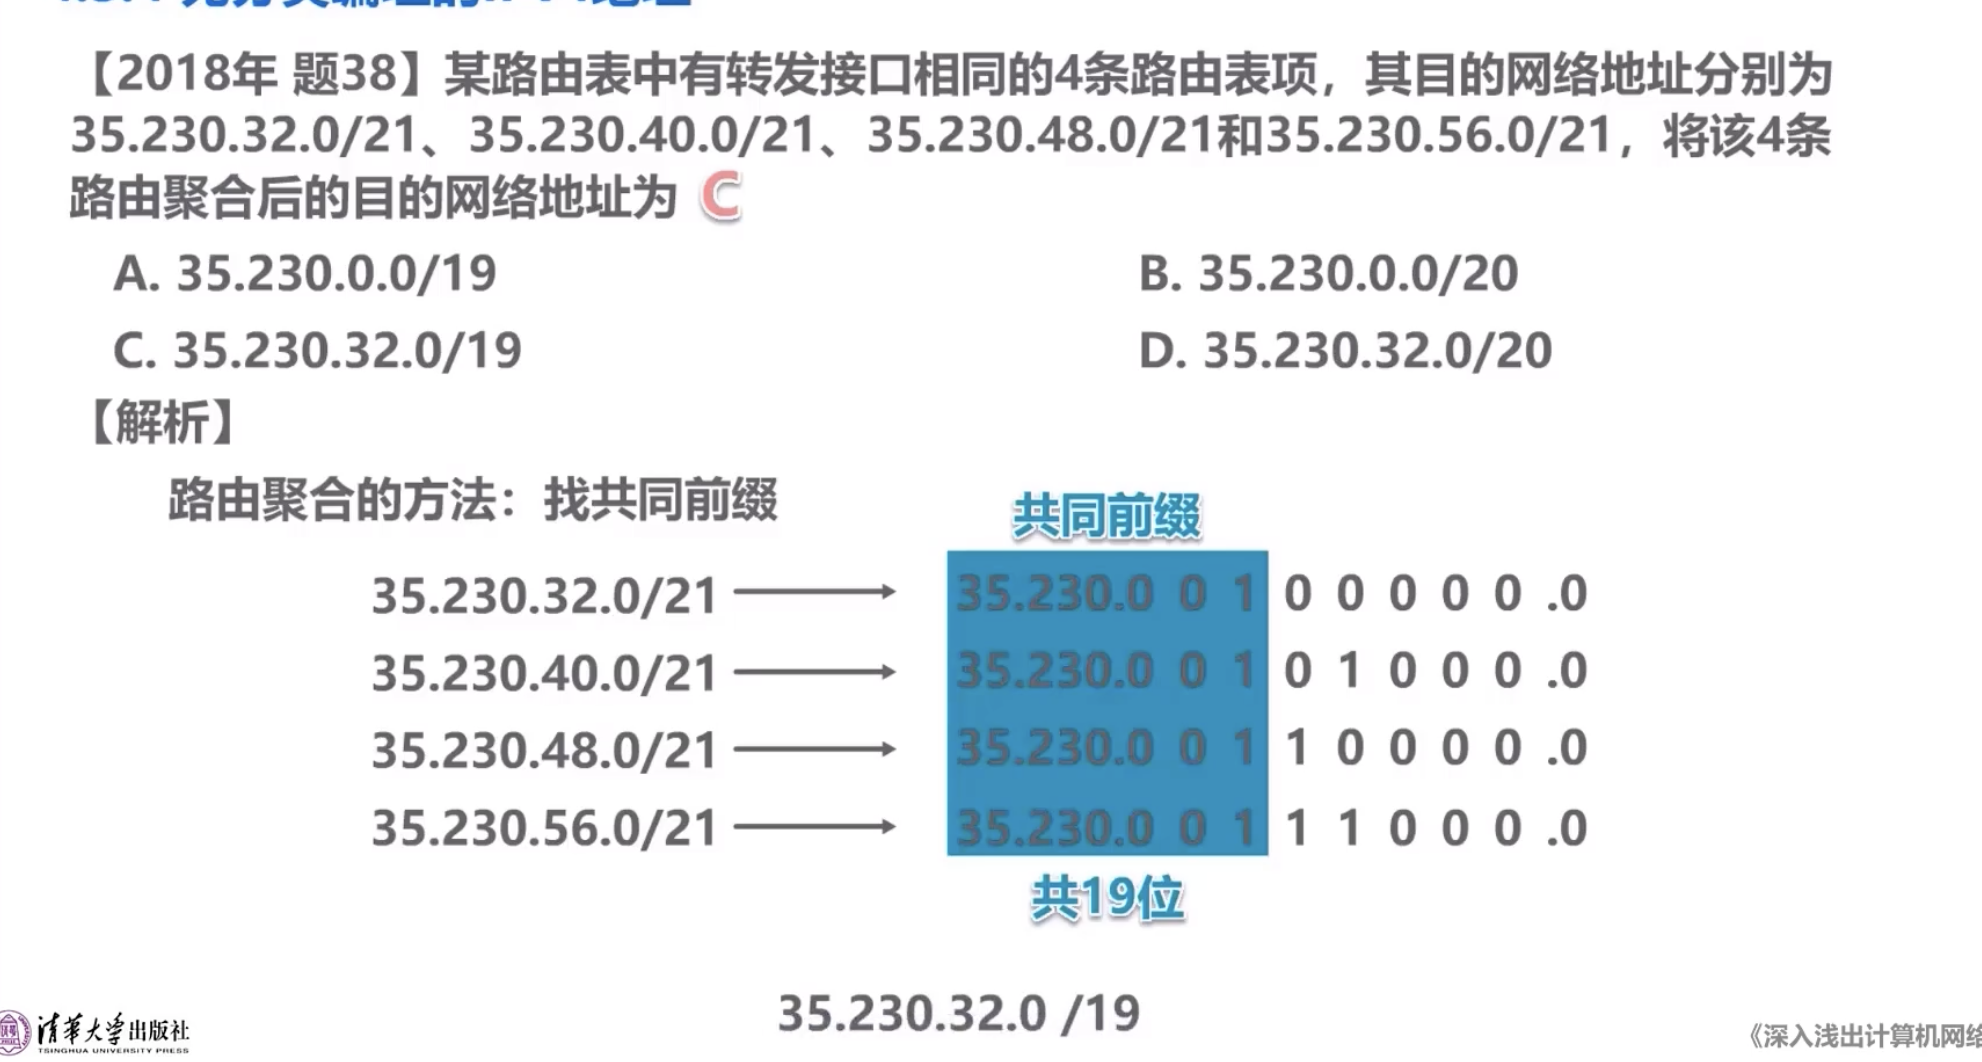 【2018年 题38】某路由表中有转发接口相同的4条路由表项，其目的网络地址分别为
35.230.32.0/21、35.230.40.0/21、35.230.48.0/21和35.230.56.0/21，将该4条
路由聚合后的目的网络地址为 C
A. 35.230.0.0/19 B. 35.230.0.0/20
C. 35.230.32.0/19 D. 35.230.32.0/20
【解析】
路由聚合的方法：找共同前缀
共同前缀
35.230.32.0/21 35.230.0 0 1 0 0 0 0 0 .0
35.230.40.0/21 35.230.0 0 1 0 1 0 0 0 .0
35.230.48.0/21 35.230.0 0 1 1 0 0 0 0 .0
35.230.56.0/21 35.230.0 0 1 1 1 0 0 0 .0
共19位
35.230.32.0 /19
清华大学出版社
TSINGHUA UNIVERSITY PRESS
《深入浅出计算机网络